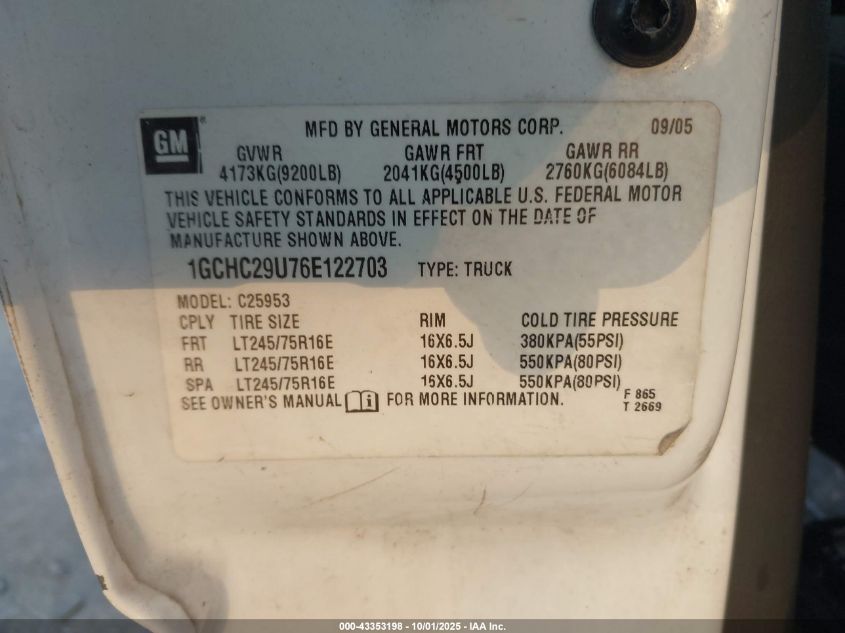 GM
MFD BY GENERAL MOTORS CORP. 09/05
GVWR GAWR FRT GAWR RR
4173KG(9200LB) 2041KG(4500LB) 2760KG(6084LB)
THIS VEHICLE CONFORMS TO ALL APPLICABLE U.S. FEDERAL MOTOR
VEHICLE SAFETY STANDARDS IN EFFECT ON THE DATE OF
MANUFACTURE SHOWN ABOVE.
1GCHC29U76E122703 TYPE: TRUCK
MODEL: C25953
CPLY TIRE SIZE RIM COLD TIRE PRESSURE
FRT LT245/75R16E 16X6.5J 380KPA(55PSI)
RR LT245/75R16E 16X6.5J 550KPA(80PSI)
SPA LT245/75R16E 16X6.5J 550KPA(80PSI)
SEE OWNER'S MANUAL i FOR MORE INFORMATION.
F 865
T 2669
000-43353198 - 10/01/2025 - IAA Inc.